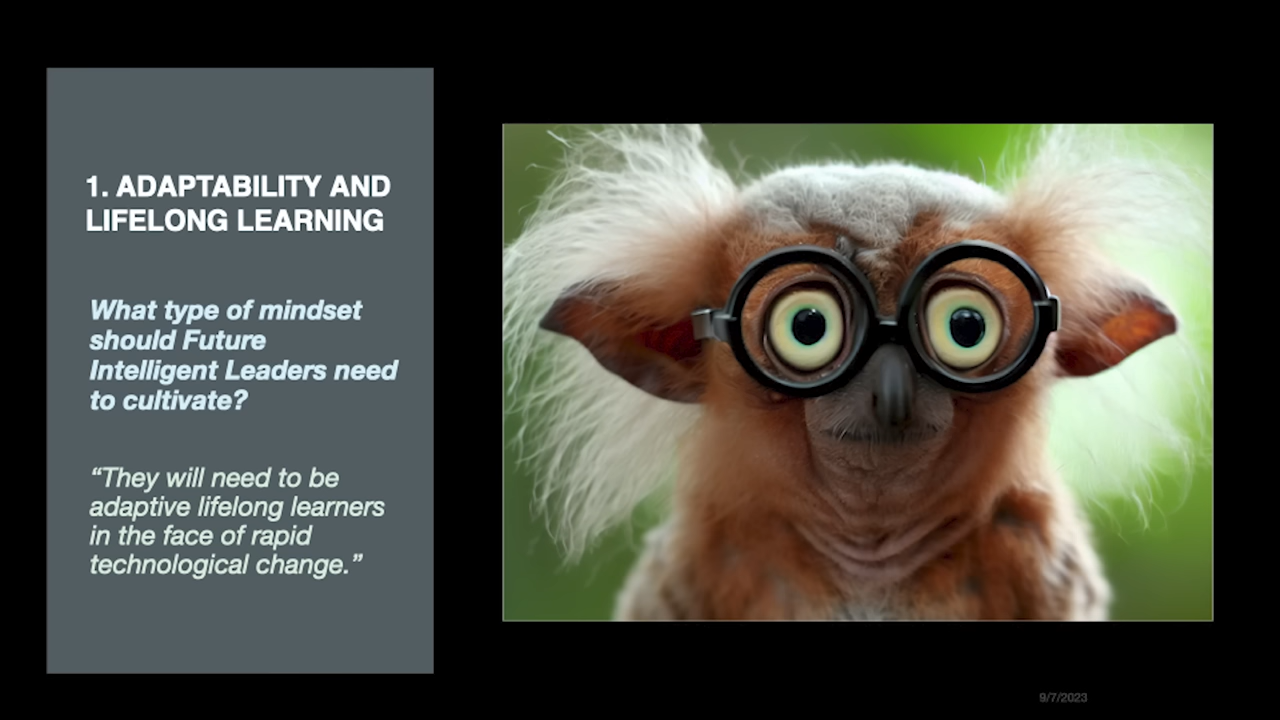 1. ADAPTABILITY AND
LIFELONG LEARNING
What type of mindset
should Future
Intelligent Leaders need
to cultivate?
“They will need to be
adaptive lifelong learners
in the face of rapid
technological change.”
9/7/2023